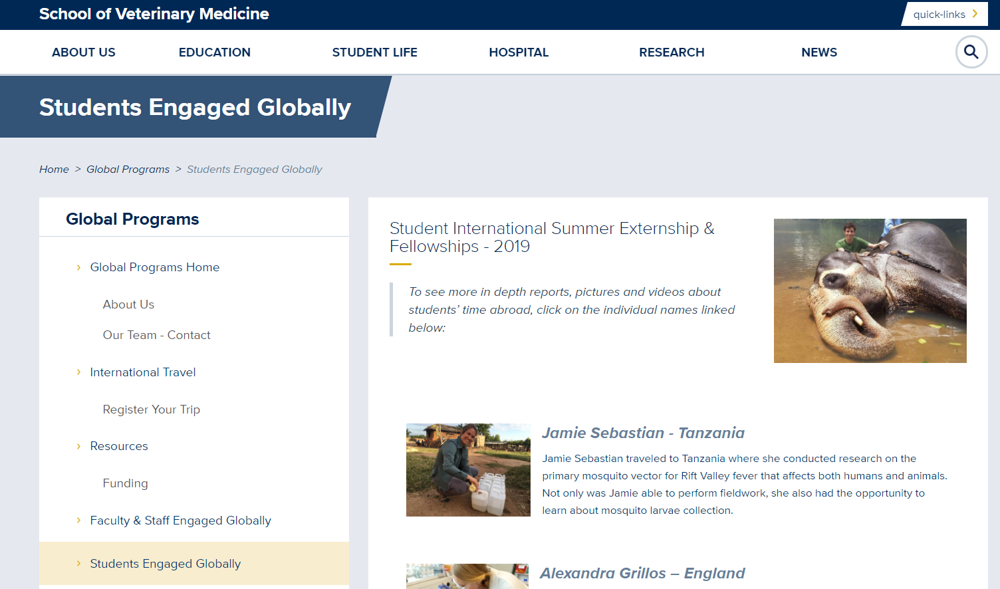 School of Veterinary Medicine
quick-links
ABOUT US
EDUCATION
STUDENT LIFE
HOSPITAL
RESEARCH
NEWS
Students Engaged Globally
Home > Global Programs > Students Engaged Globally
Global Programs
Global Programs Home
About Us
Our Team - Contact
International Travel
Register Your Trip
Resources
Funding
Faculty & Staff Engaged Globally
Students Engaged Globally
Student International Summer Externship &
Fellowships - 2019
To see more in depth reports, pictures and videos about
students’ time abroad, click on the individual names linked
below:
Jamie Sebastian - Tanzania
Jamie Sebastian traveled to Tanzania where she conducted research on the
primary mosquito vector for Rift Valley fever that affects both humans and animals.
Not only was Jamie able to perform fieldwork, she also had the opportunity to
learn about mosquito larvae collection.
Alexandra Grillos – England